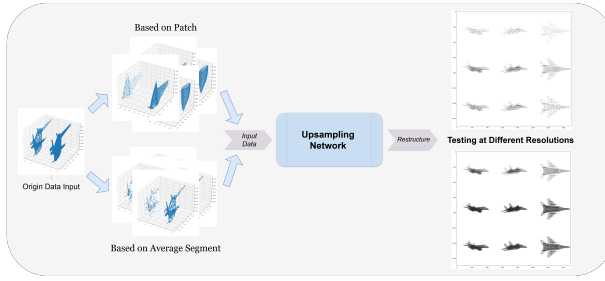 Based on Patch
Origin Data Input
Based on Average Segment
Input
Data
Upsampling
Network
Restructure
Testing at Different Resolutions